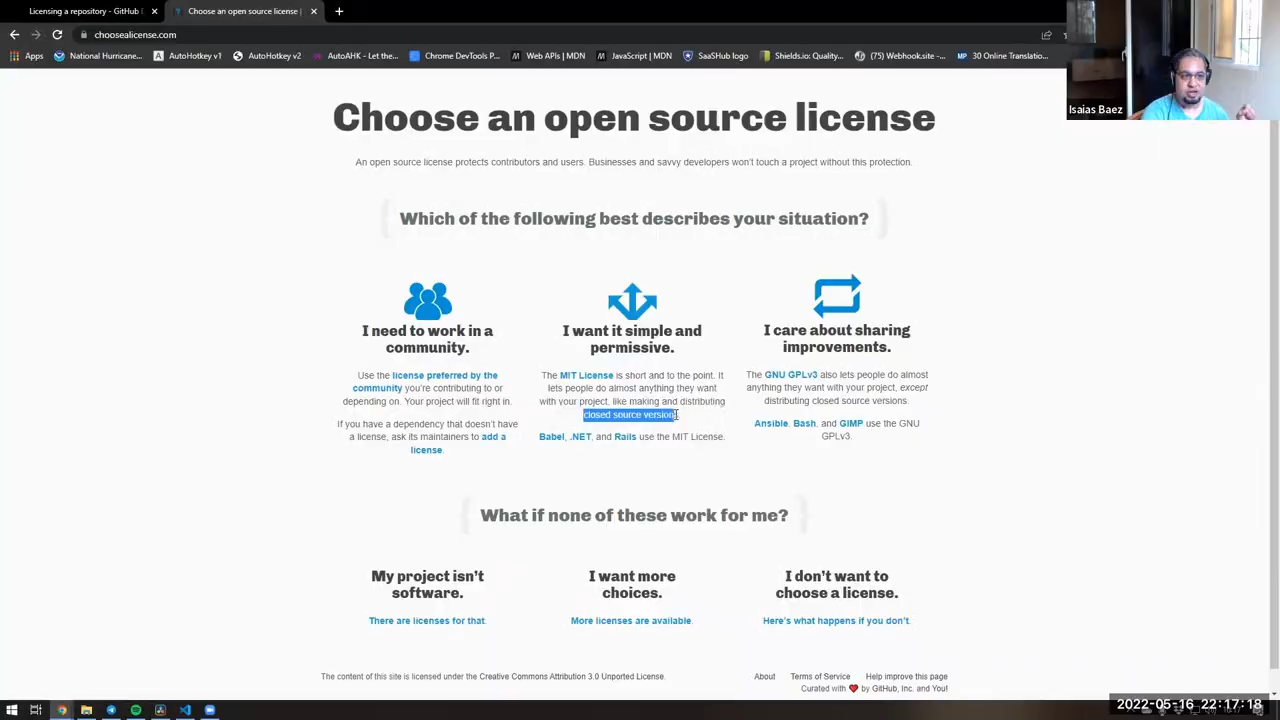 Licensing a repository - GitHub
Choose an open source license |
choosealicense.com
Apps
National Hurricane...
AutoHotkey v1
AutoHotkey v2
AutoAHK - Let the...
Chrome DevTools P...
Web APIs | MDN
JavaScript | MDN
SaaSHub logo
Shields.io: Quality...
(75) Webhook.site -...
30 Online Translatio...
Isaias Baez
Choose an open source license
An open source license protects contributors and users. Businesses and savvy developers won't touch a project without this protection.
Which of the following best describes your situation?
I need to work in a
community.
Use the license preferred by the
community you're contributing to or
depending on. Your project will fit right in.
If you have a dependency that doesn't have
a license, ask its maintainers to add a
license.
I want it simple and
permissive.
The MIT License is short and to the point. It
lets people do almost anything they want
with your project, like making and distributing
closed source versions.
Babel, .NET, and Rails use the MIT License.
I care about sharing
improvements.
The GNU GPLv3 also lets people do almost
anything they want with your project, except
distributing closed source versions.
Ansible, Bash, and GIMP use the GNU
GPLv3.
What if none of these work for me?
My project isn't
software.
There are licenses for that.
I want more
choices.
More licenses are available.
I don't want to
choose a license.
Here's what happens if you don't.
The content of this site is licensed under the Creative Commons Attribution 3.0 Unported License.
About
Terms of Service
Help improve this page
Curated with ❤ by GitHub, Inc. and You!
2022-05-16 22:17:18